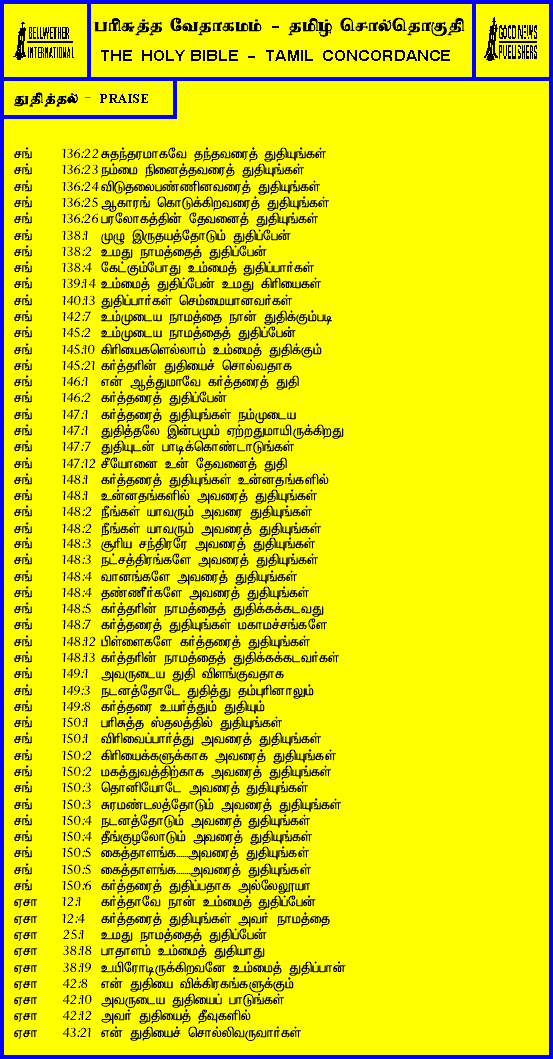 BELLWETHER INTERNATIONAL
பரிசுத்த வேதாகமம் - தமிழ் சொல்தொகுதி
THE HOLY BIBLE - TAMIL CONCORDANCE
GOOD NEWS PUBLISHERS
துதித்தல் - PRAISE
சங் 136:22 சுதந்தரமாகவே தந்தவரைத் துதியுங்கள்
சங் 136:23 நம்மை நினைத்தவரைத் துதியுங்கள்
சங் 136:24 விடுதலைபண்ணினவரைத் துதியுங்கள்
சங் 136:25 ஆகாரங் கொடுக்கிறவரைத் துதியுங்கள்
சங் 136:26 பரலோகத்தின் தேவனைத் துதியுங்கள்
சங் 138:1 முழு இருதயத்தோடும் துதிப்பேன்
சங் 138:2 உமது நாமத்தைத் துதிப்பேன்
சங் 138:4 கேட்கும்போது உம்மைத் துதிப்பார்கள்
சங் 139:14 உம்மைத் துதிப்பேன் உமது கிரியைகள்
சங் 140:13 துதிப்பார்கள் செம்மையானவர்கள்
சங் 142:7 உம்முடைய நாமத்தை நான் துதிக்கும்படி
சங் 145:2 உம்முடைய நாமத்தைத் துதிப்பேன்
சங் 145:10 கிரியைகளெல்லாம் உம்மைத் துதிக்கும்
சங் 145:21 கர்த்தரின் துதியைச் சொல்வதாக
சங் 146:1 என் ஆத்துமாவே கர்த்தரைத் துதி
சங் 146:2 கர்த்தரைத் துதிப்பேன்
சங் 147:1 கர்த்தரைத் துதியுங்கள் நம்முடைய
சங் 147:1 துதித்தலே இன்பமும் ஏற்றதுமாயிருக்கிறது
சங் 147:7 துதியுடன் பாடிக்கொண்டாடுங்கள்
சங் 147:12 சீயோனை உன் தேவனைத் துதி
சங் 148:1 கர்த்தரைத் துதியுங்கள் உன்னதங்களில்
சங் 148:1 உன்னதங்களில் அவரைத் துதியுங்கள்
சங் 148:2 நீங்கள் யாவரும் அவரை துதியுங்கள்
சங் 148:2 நீங்கள் யாவரும் அவரைத் துதியுங்கள்
சங் 148:3 சூரிய சந்திரரே அவரைத் துதியுங்கள்
சங் 148:3 நட்சத்திரங்களே அவரைத் துதியுங்கள்
சங் 148:4 வானங்களே அவரைத் துதியுங்கள்
சங் 148:4 தண்ணீர்களே அவரைத் துதியுங்கள்
சங் 148:5 கர்த்தரின் நாமத்தைத் துதிக்கக்கடவது
சங் 148:7 கர்த்தரைத் துதியுங்கள் மகாமச்சங்களே
சங் 148:12 பிள்ளைகளே கர்த்தரைத் துதியுங்கள்
சங் 148:13 கர்த்தரின் நாமத்தைத் துதிக்கக்கடவர்கள்
சங் 149:1 அவருடைய துதி விளங்குவதாக
சங் 149:3 நடனத்தோடே துதித்து தம்புரினாலும்
சங் 149:8 கர்த்தரை உயர்த்தும் துதியும்
சங் 150:1 பரிசுத்த ஸ்தலத்தில் துதியுங்கள்
சங் 150:1 விரிவைப்பார்த்து அவரைத் துதியுங்கள்
சங் 150:2 கிரியைக்களுக்காக அவரைத் துதியுங்கள்
சங் 150:2 மகத்துவத்திற்காக அவரைத் துதியுங்கள்
சங் 150:3 தொனியோடே அவரைத் துதியுங்கள்
சங் 150:3 சுரமண்டலத்தோடும் அவரைத் துதியுங்கள்
சங் 150:4 நடனத்தோடும் அவரைத் துதியுங்கள்
சங் 150:4 தீங்குழலோடும் அவரைத் துதியுங்கள்
சங் 150:5 கைத்தாளங்க.....அவரைத் துதியுங்கள்
சங் 150:5 கைத்தாளங்க......அவரைத் துதியுங்கள்
சங் 150:6 கர்த்தரைத் துதிப்பதாக அல்லேலூயா
ஏசா 12:1 கர்த்தாவே நான் உம்மைத் துதிப்பேன்
ஏசா 12:4 கர்த்தரைத் துதியுங்கள் அவர் நாமத்தை
ஏசா 25:1 உமது நாமத்தைத் துதிப்பேன்
ஏசா 38:18 பாதாளம் உம்மைத் துதியாது
ஏசா 38:19 உயிரோடிருக்கிறவனே உம்மைத் துதிப்பான்
ஏசா 42:8 என் துதியை விக்கிரகங்களுக்கும்
ஏசா 42:10 அவருடைய துதியைப் பாடுங்கள்
ஏசா 42:12 அவர் துதியைத் தீவுகளில்
ஏசா 43:21 என் துதியைச் சொல்லிவருவார்கள்